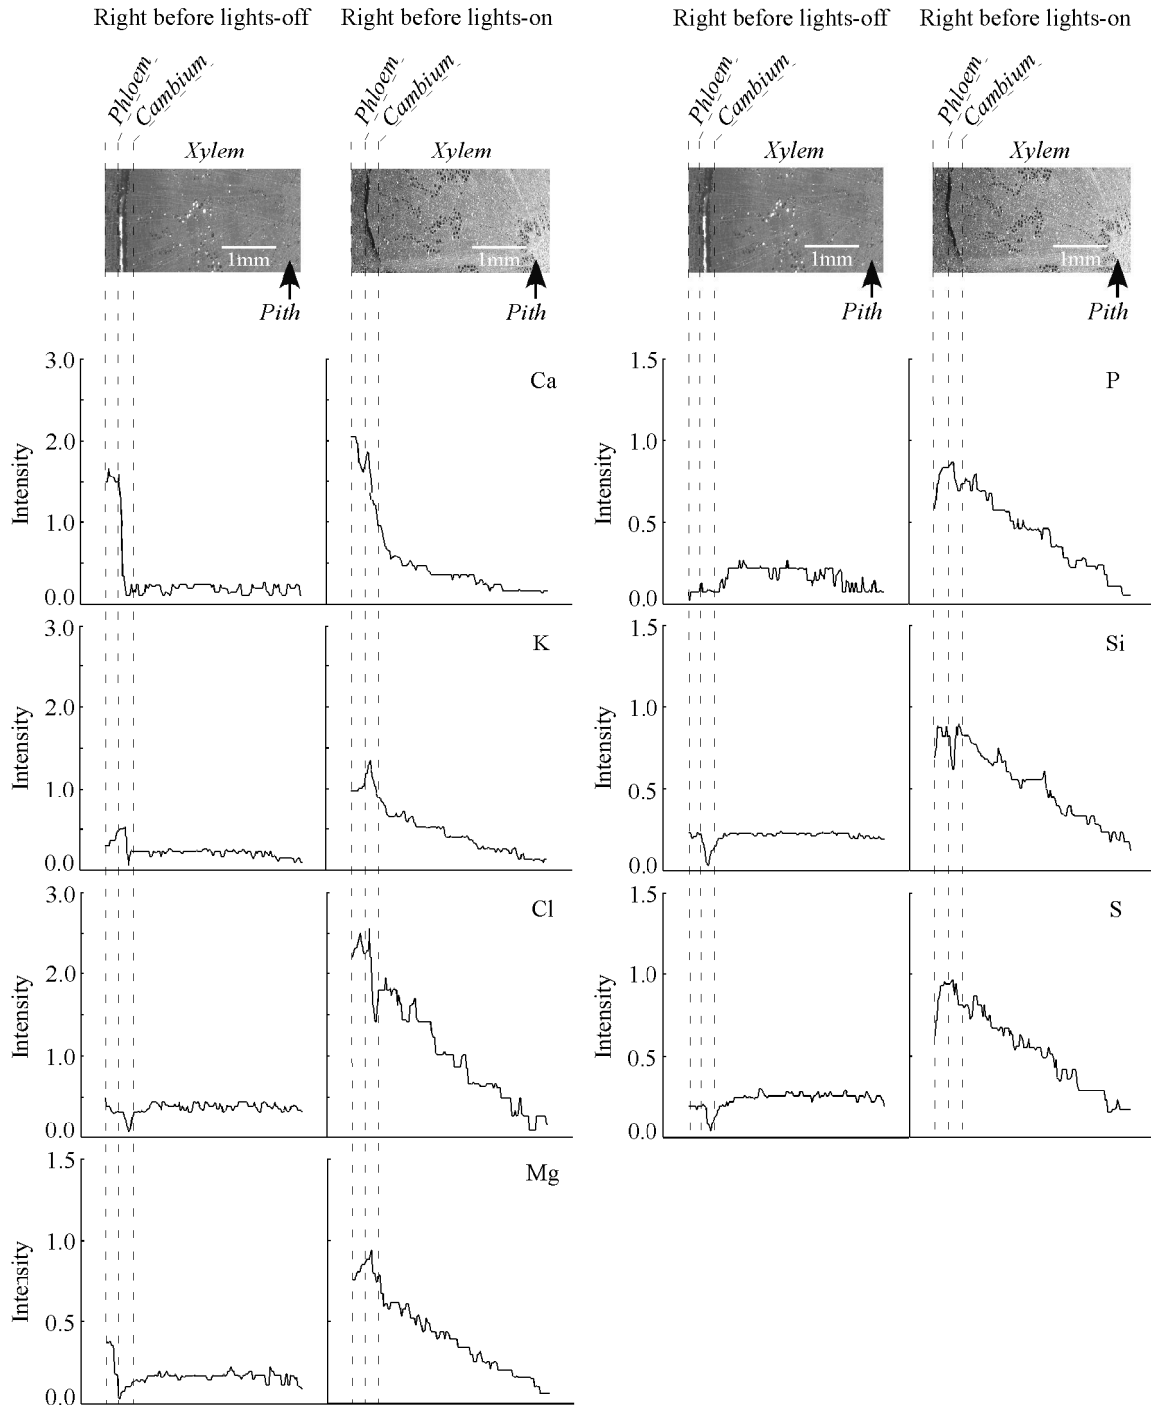 Right before lights-off Right before lights-on Right before lights-off Right before lights-on
Phloem Cambium Phloem Cambium Phloem Cambium Phloem Cambium
Xylem Xylem Xylem Xylem
1mm 1mm 1mm 1mm
Pith Pith Pith Pith
3.0 1.5
Ca P
2.0 1.0
Intensity Intensity
1.0 0.5
0.0 0.0
3.0 1.5
K Si
2.0 1.0
Intensity Intensity
1.0 0.5
0.0 0.0
3.0 1.5
Cl S
2.0 1.0
Intensity Intensity
1.0 0.5
0.0 0.0
1.5
Mg
1.0
Intensity
0.5
0.0